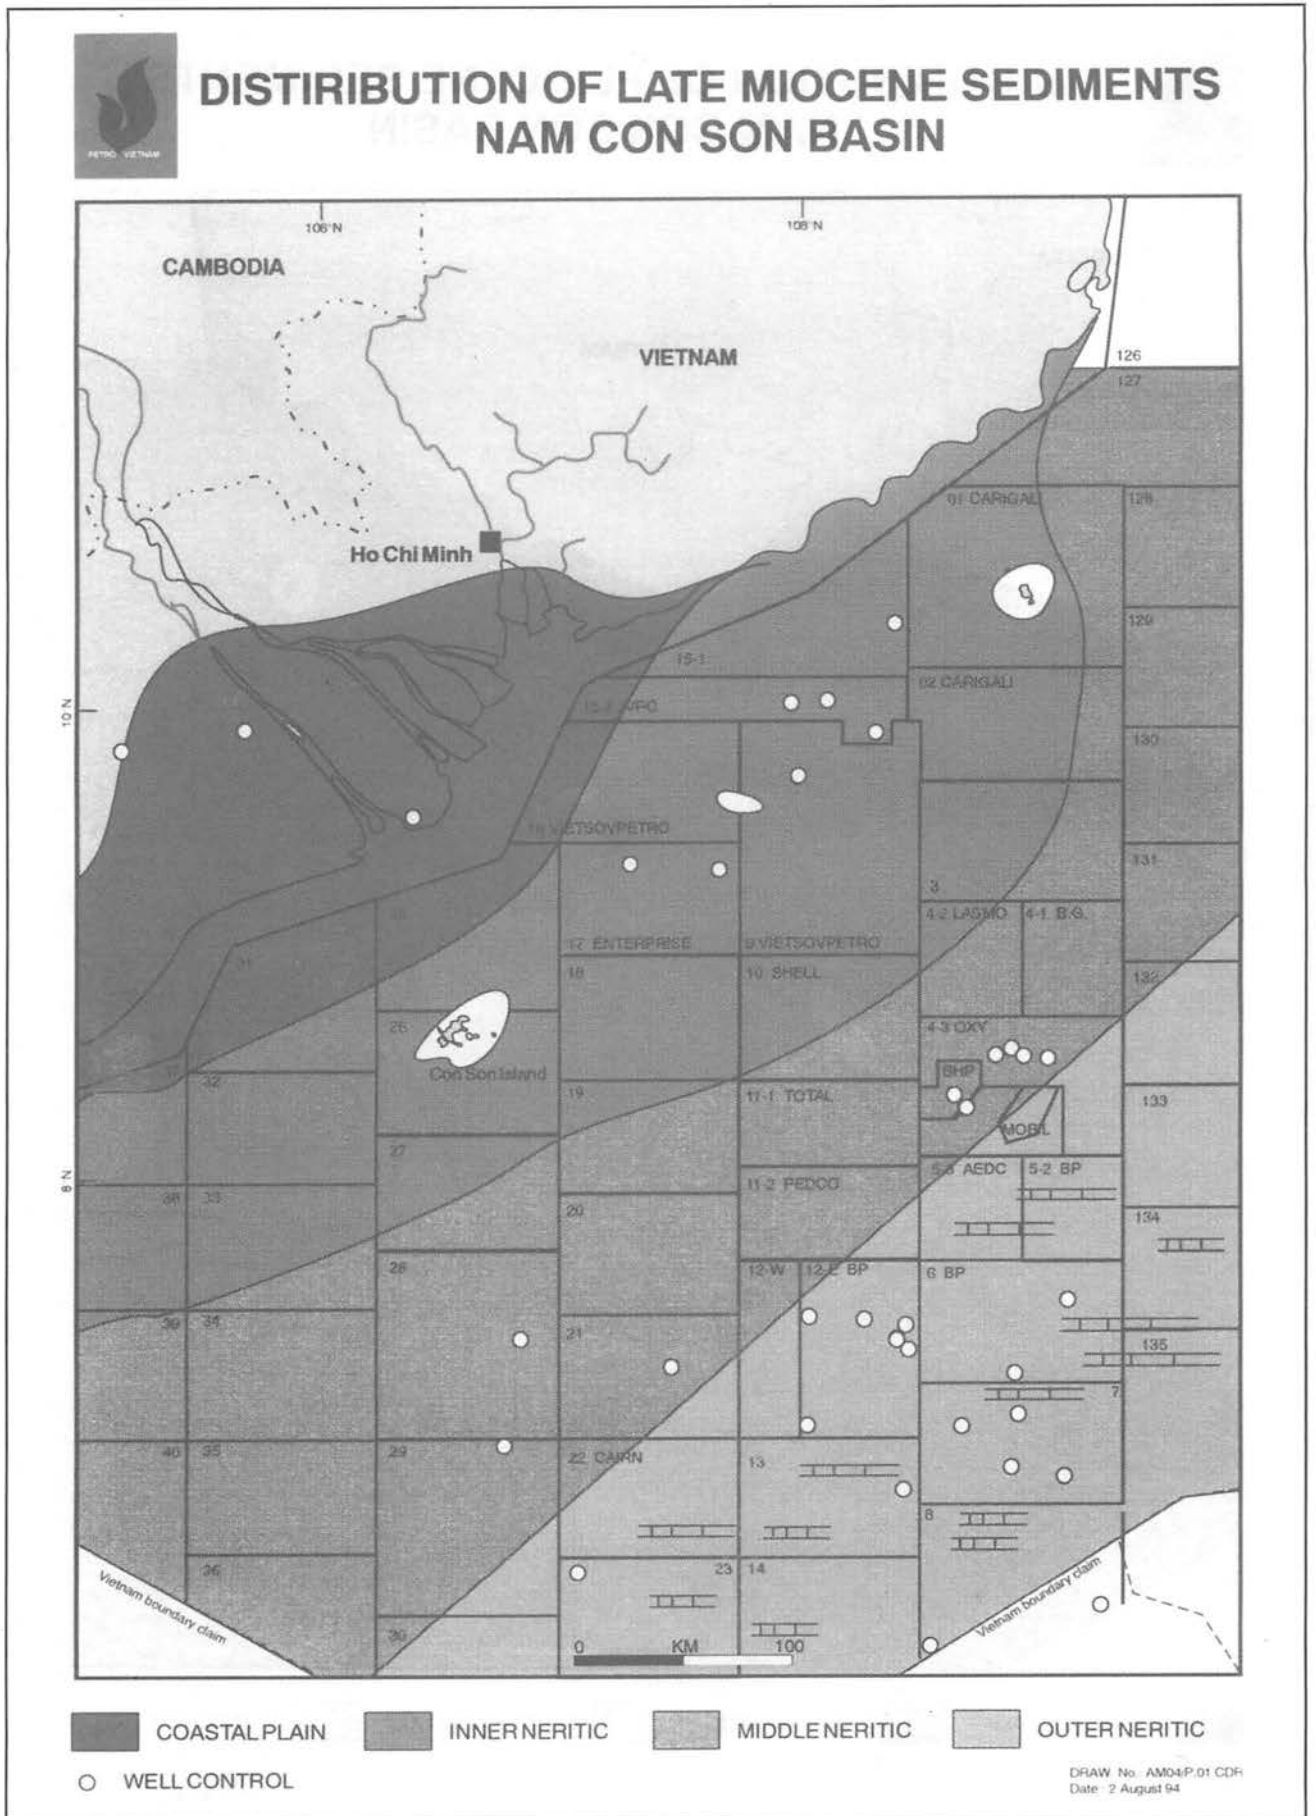 PETRO VIETNAM
DISTIRIBUTION OF LATE MIOCENE SEDIMENTS
NAM CON SON BASIN
106°N
108°N
CAMBODIA
VIETNAM
126
127
01 CARIGALI
128
Ho Chi Minh
129
15-1
02 CARIGALI
10 N
130
16 VIETSOVPETRO
131
3
4-2 LASMO
4-1 B.G.
17 ENTERPRISE
9 VIETSOVPETRO
31
18
10 SHELL
132
26
4-3 OXY
Con Son Island
BHP
32
19
11-1 TOTAL
133
MOBIL
27
5-3 AEDC
5-2 BP
8 N
38
33
11-2 PEDCO
20
134
28
12-W
12-E BP
6 BP
39
34
21
135
7
40
35
29
22 CAIRN
13
8
36
23
14
Vietnam boundary claim
Vietnam boundary claim
30
0
KM
100
COASTAL PLAIN
INNER NERITIC
MIDDLE NERITIC
OUTER NERITIC
WELL CONTROL
DRAW. No.: AM04/P.01.CDR
Date : 2 August 94